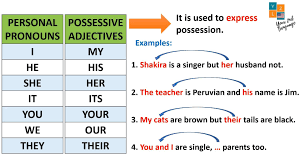 PERSONAL PRONOUNS
POSSESSIVE ADJECTIVES
I MY
HE HIS
SHE HER
IT ITS
YOU YOUR
WE OUR
THEY THEIR
It is used to express
possession.
Examples:
1. Shakira is a singer but her husband not.
2. The teacher is Peruvian and his name is Jim.
3. My cats are brown but their tails are black.
4. You and I are single, ... parents too.